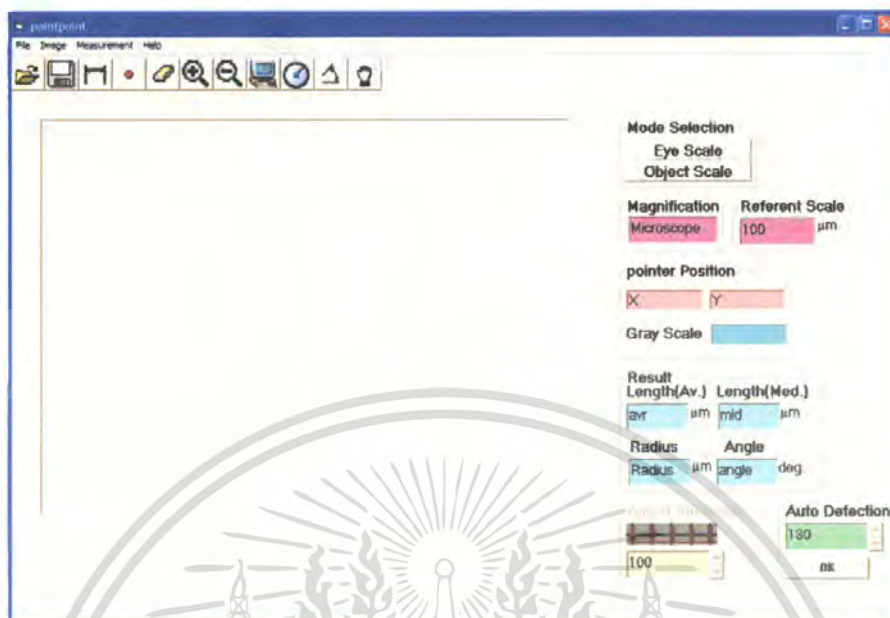 pointpoint
File Image Measurement Help
Mode Selection
Eye Scale
Object Scale
Magnification Referent Scale
Microscope 100 µm
pointer Position
X Y
Gray Scale
Result
Length(Av.) Length(Med.)
avr µm mid µm
Radius Angle
Radius µm angle deg.
Auto Detection
130
100
ok